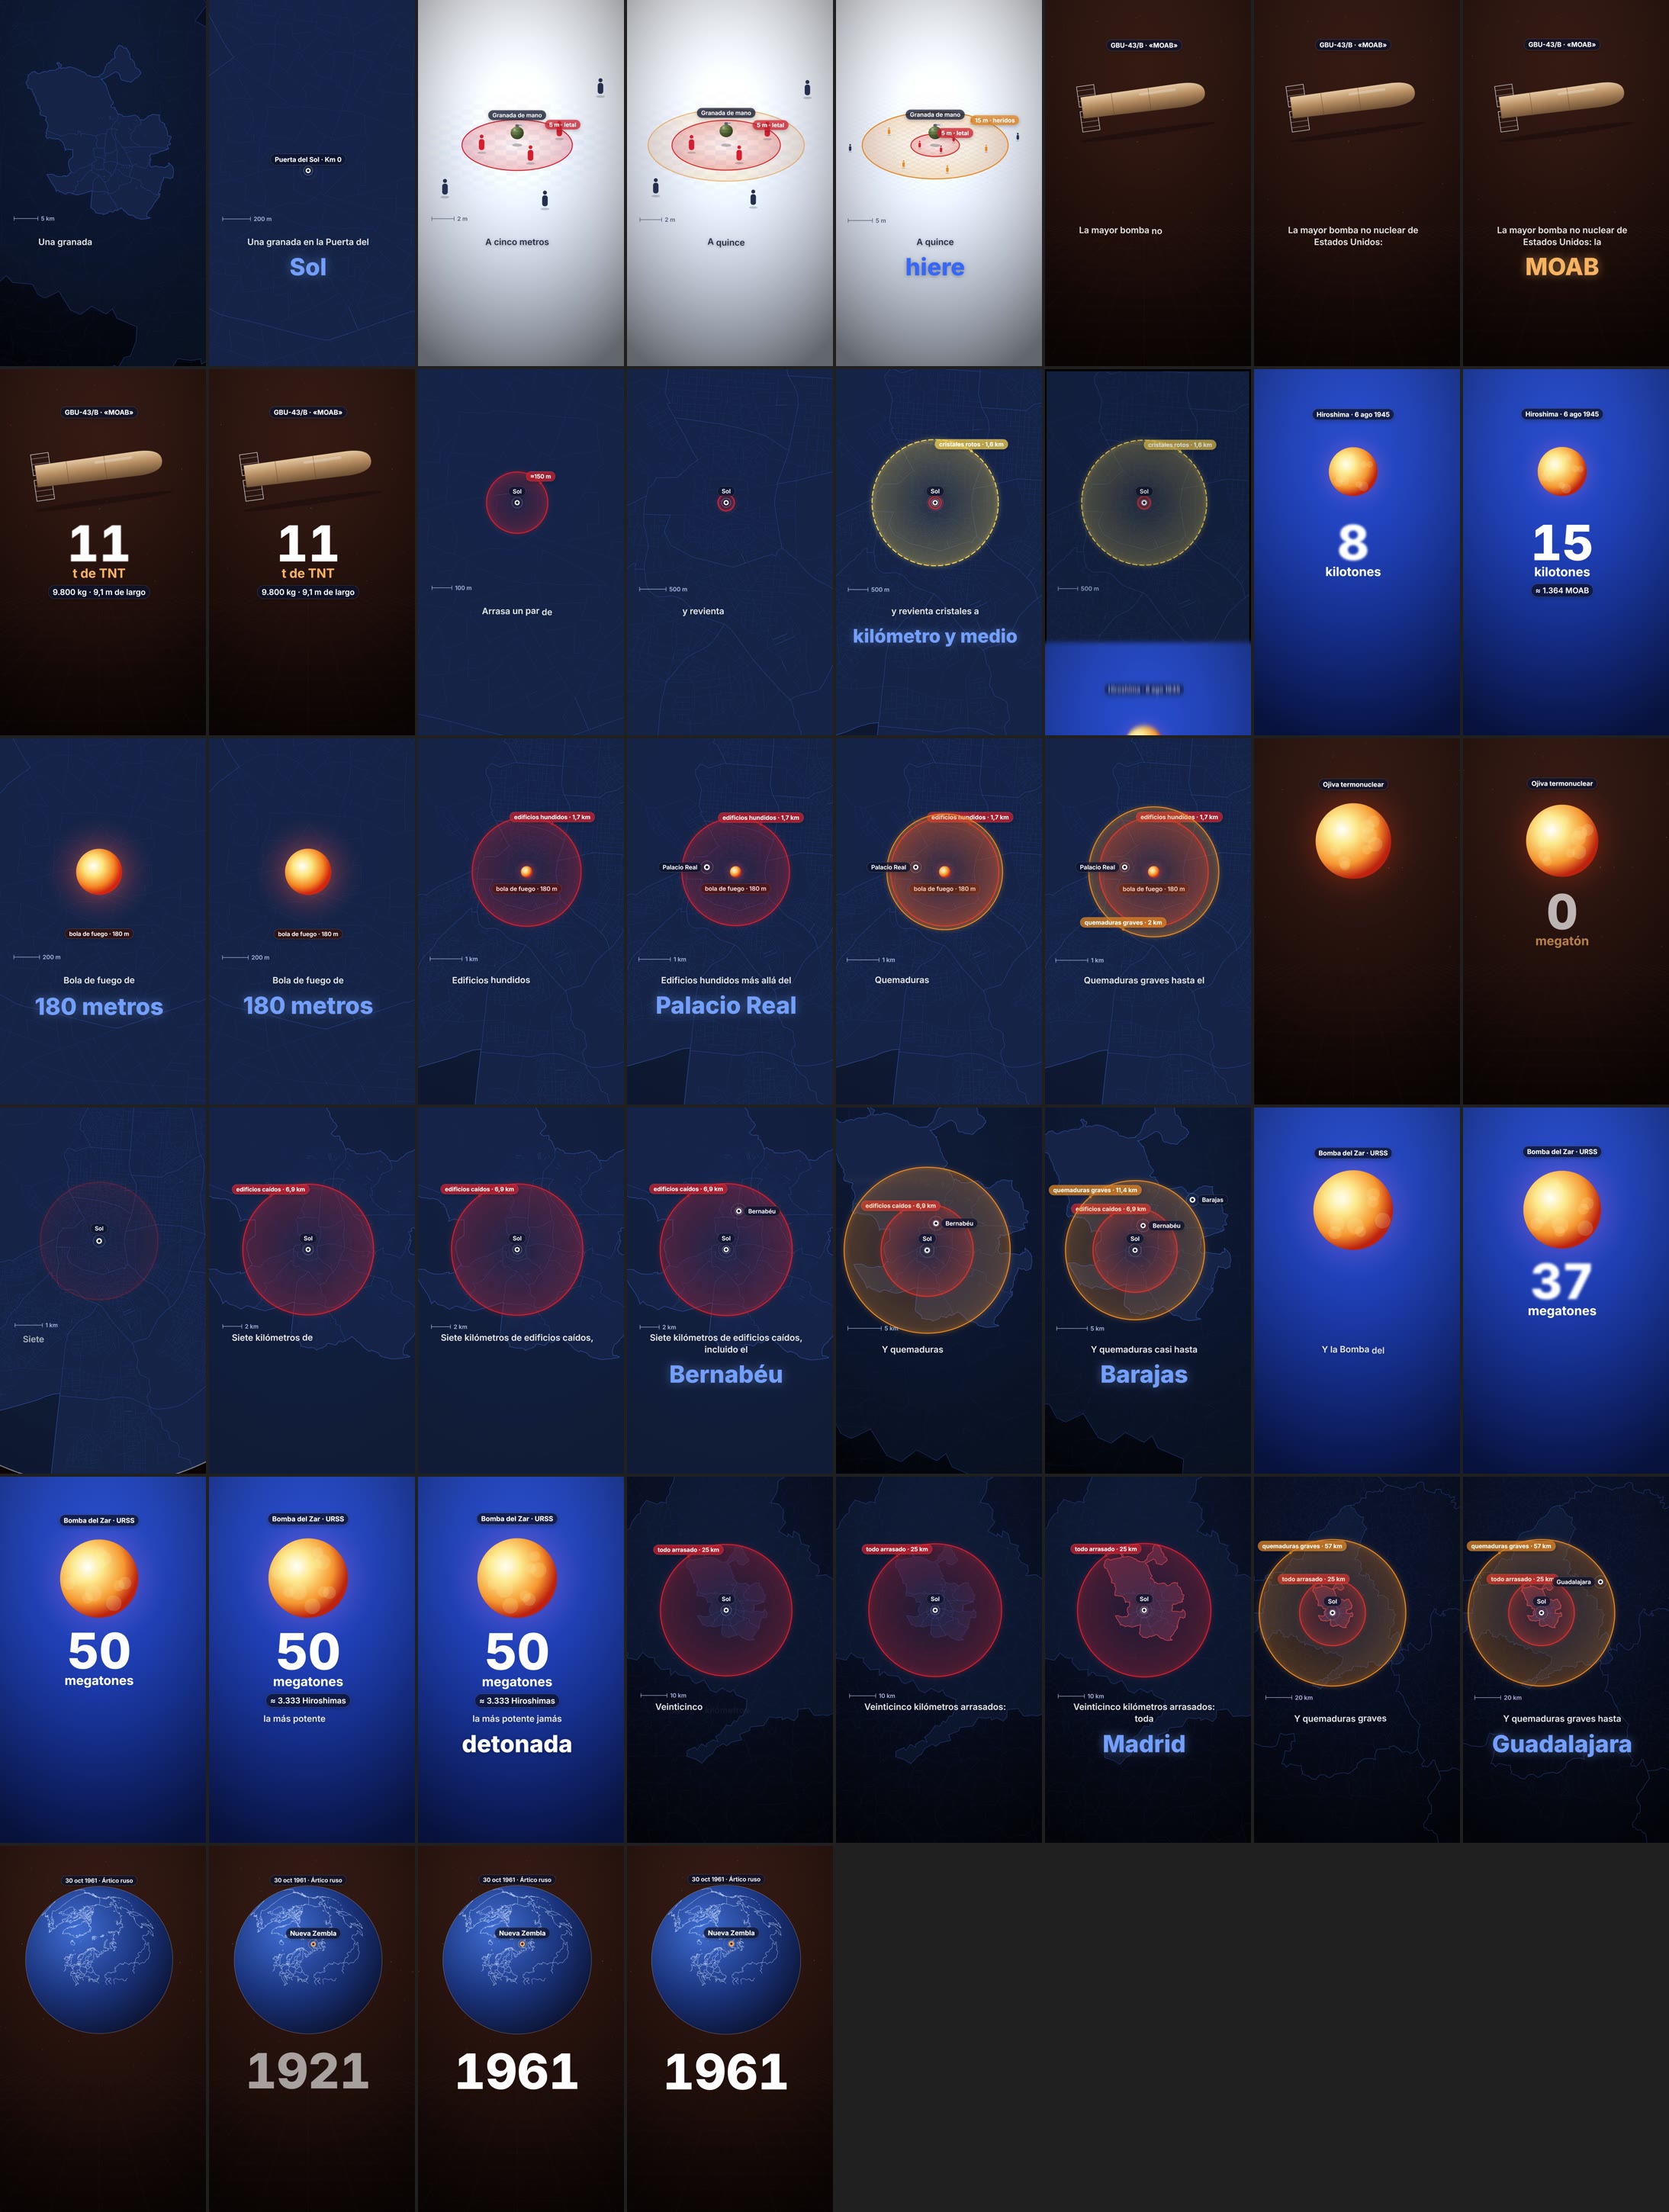 5 km
Una granada
Puerta del Sol · Km 0
200 m
Una granada en la Puerta del
Sol
Granada de mano
5 m · letal
2 m
A cinco metros
Granada de mano
5 m · letal
2 m
A quince
Granada de mano
15 m · heridos
5 m · letal
5 m
A quince
hiere
GBU-43/B · «MOAB»
La mayor bomba no
GBU-43/B · «MOAB»
La mayor bomba no nuclear de
Estados Unidos:
GBU-43/B · «MOAB»
La mayor bomba no nuclear de
Estados Unidos: la
MOAB
GBU-43/B · «MOAB»
11
t de TNT
9.800 kg · 9,1 m de largo
GBU-43/B · «MOAB»
11
t de TNT
9.800 kg · 9,1 m de largo
≈150 m
Sol
100 m
Arrasa un par de
Sol
500 m
y revienta
cristales rotos · 1,6 km
Sol
500 m
y revienta cristales a
kilómetro y medio
cristales rotos · 1,6 km
Sol
500 m
Hiroshima · 6 ago 1945
Hiroshima · 6 ago 1945
8
kilotones
Hiroshima · 6 ago 1945
15
kilotones
≈ 1.364 MOAB
bola de fuego · 180 m
200 m
Bola de fuego de
180 metros
bola de fuego · 180 m
200 m
Bola de fuego de
180 metros
edificios hundidos · 1,7 km
bola de fuego · 180 m
1 km
Edificios hundidos
edificios hundidos · 1,7 km
Palacio Real
bola de fuego · 180 m
1 km
Edificios hundidos más allá del
Palacio Real
edificios hundidos · 1,7 km
Palacio Real
bola de fuego · 180 m
1 km
Quemaduras
edificios hundidos · 1,7 km
Palacio Real
bola de fuego · 180 m
quemaduras graves · 2 km
1 km
Quemaduras graves hasta el
Ojiva termonuclear
Ojiva termonuclear
0
megatón
Sol
1 km
Siete
edificios caídos · 6,9 km
Sol
2 km
Siete kilómetros de
edificios caídos · 6,9 km
Sol
2 km
Siete kilómetros de edificios caídos,
edificios caídos · 6,9 km
Bernabéu
Sol
2 km
Siete kilómetros de edificios caídos,
incluido el
Bernabéu
edificios caídos · 6,9 km
Bernabéu
Sol
5 km
Y quemaduras
quemaduras graves · 11,4 km
Barajas
edificios caídos · 6,9 km
Bernabéu
Sol
5 km
Y quemaduras casi hasta
Barajas
Bomba del Zar · URSS
Y la Bomba del
Bomba del Zar · URSS
37
megatones
Bomba del Zar · URSS
50
megatones
Bomba del Zar · URSS
50
megatones
≈ 3.333 Hiroshimas
la más potente
Bomba del Zar · URSS
50
megatones
≈ 3.333 Hiroshimas
la más potente jamás
detonada
todo arrasado · 25 km
Sol
10 km
Veinticinco
todo arrasado · 25 km
Sol
10 km
Veinticinco kilómetros arrasados:
todo arrasado · 25 km
Sol
10 km
Veinticinco kilómetros arrasados:
toda
Madrid
quemaduras graves · 57 km
todo arrasado · 25 km
Sol
20 km
Y quemaduras graves
quemaduras graves · 57 km
todo arrasado · 25 km
Guadalajara
Sol
20 km
Y quemaduras graves hasta
Guadalajara
30 oct 1961 · Ártico ruso
30 oct 1961 · Ártico ruso
Nueva Zembla
1921
30 oct 1961 · Ártico ruso
Nueva Zembla
1961
30 oct 1961 · Ártico ruso
Nueva Zembla
1961